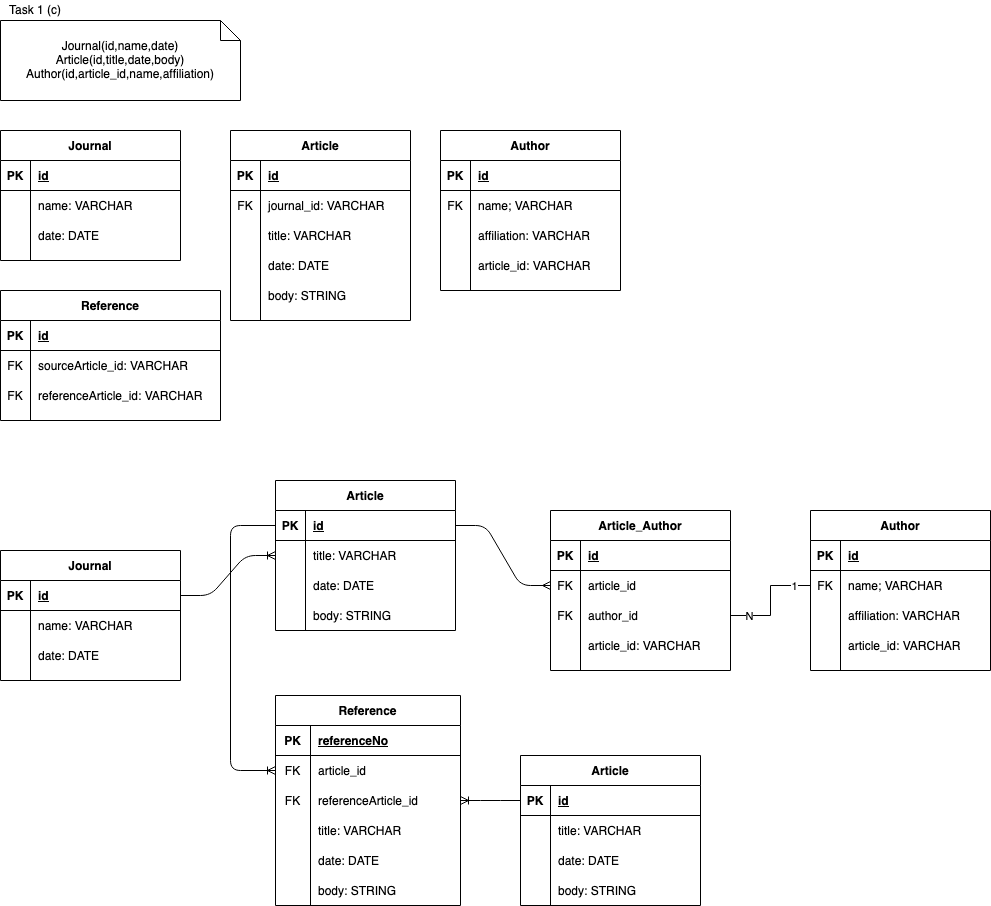 Task 1 (c)
Journal(id,name,date)
Article(id,title,date,body)
Author(id,article_id,name,affiliation)
Journal
PK id
name: VARCHAR
date: DATE
Article
PK id
FK journal_id: VARCHAR
title: VARCHAR
date: DATE
body: STRING
Author
PK id
FK name; VARCHAR
affiliation: VARCHAR
article_id: VARCHAR
Reference
PK id
FK sourceArticle_id: VARCHAR
FK referenceArticle_id: VARCHAR
Article
PK id
title: VARCHAR
date: DATE
body: STRING
Journal
PK id
name: VARCHAR
date: DATE
Article_Author
PK id
FK article_id
FK author_id
article_id: VARCHAR
N
1
Author
PK id
FK name; VARCHAR
affiliation: VARCHAR
article_id: VARCHAR
Reference
PK referenceNo
FK article_id
FK referenceArticle_id
title: VARCHAR
date: DATE
body: STRING
Article
PK id
title: VARCHAR
date: DATE
body: STRING